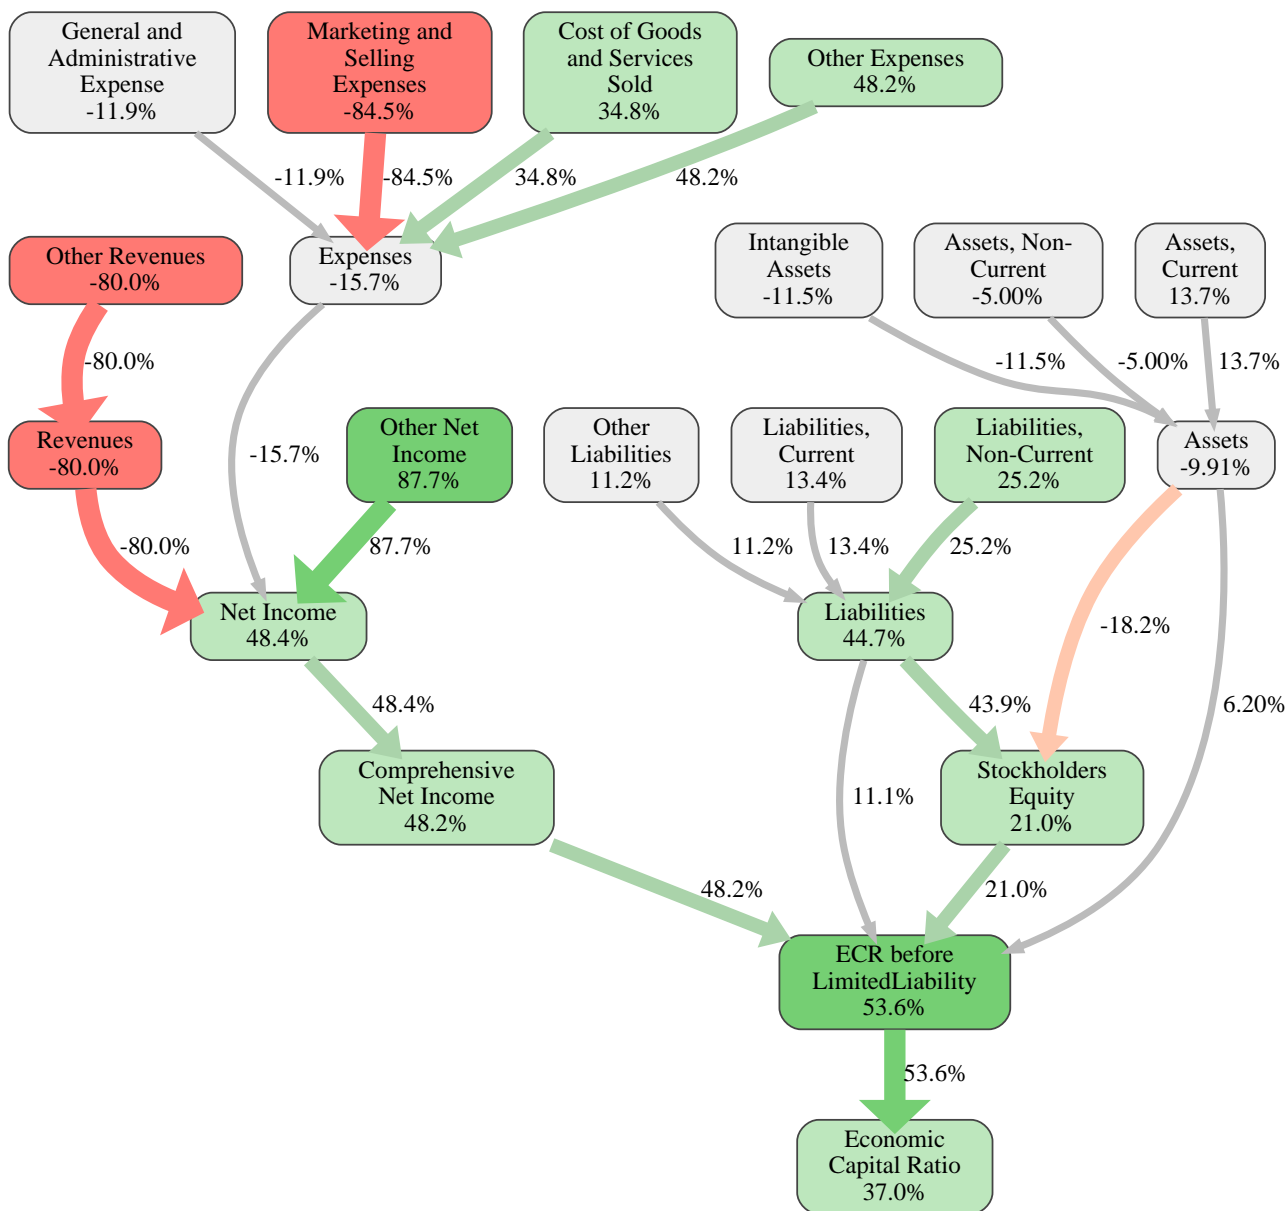 General and
Administrative
Expense
-11.9%
Marketing and
Selling
Expenses
-84.5%
Cost of Goods
and Services
Sold
34.8%
Other Expenses
48.2%
-11.9%
-84.5%
34.8%
48.2%
Other Revenues
-80.0%
Expenses
-15.7%
Intangible
Assets
-11.5%
Assets, Non-
Current
-5.00%
Assets,
Current
13.7%
-80.0%
-11.5%
-5.00%
13.7%
Revenues
-80.0%
-15.7%
Other Net
Income
87.7%
Other
Liabilities
11.2%
Liabilities,
Current
13.4%
Liabilities,
Non-Current
25.2%
Assets
-9.91%
-80.0%
87.7%
11.2%
13.4%
25.2%
Net Income
48.4%
Liabilities
44.7%
-18.2%
48.4%
43.9%
6.20%
Comprehensive
Net Income
48.2%
11.1%
Stockholders
Equity
21.0%
48.2%
21.0%
ECR before
LimitedLiability
53.6%
53.6%
Economic
Capital Ratio
37.0%